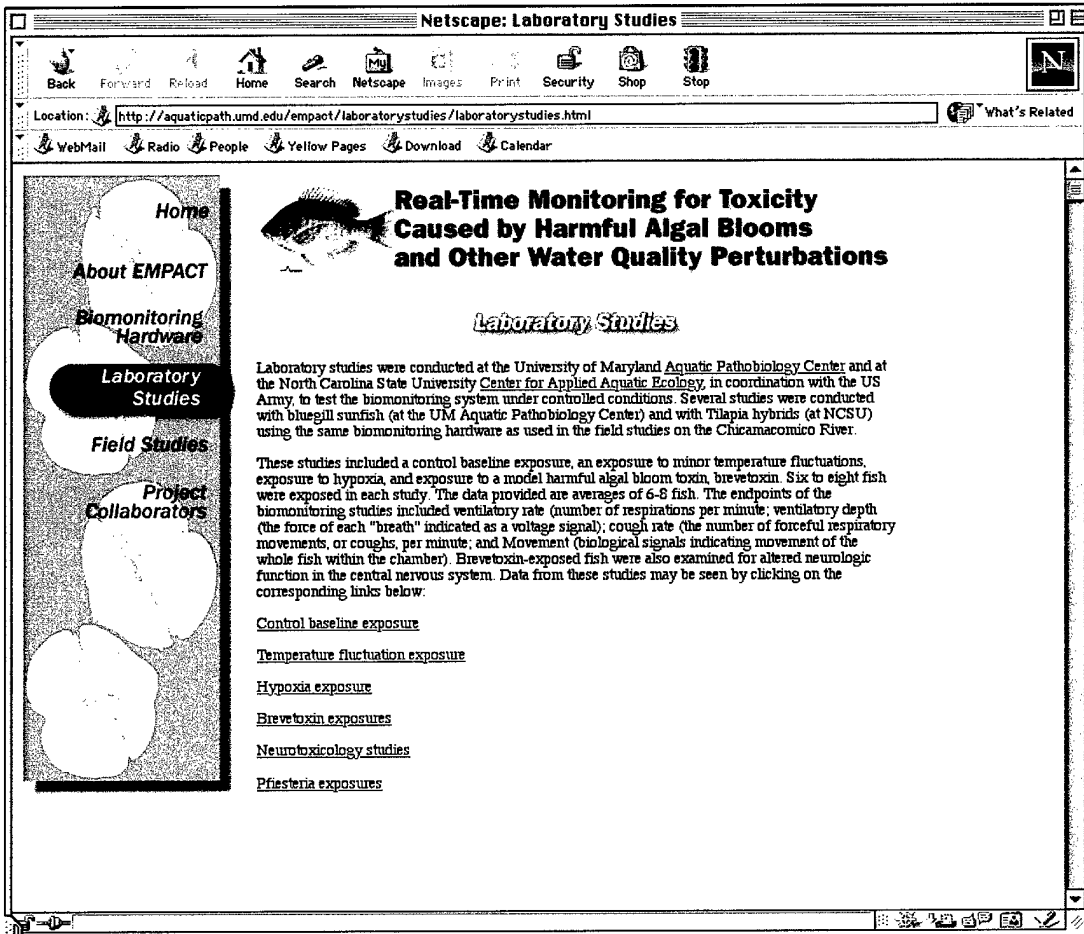 Netscape: Laboratory Studies
Back Forward Reload Home Search Netscape Images Print Security Shop Stop
My
N
Location: http://aquaticpath.umd.edu/empact/laboratorystudies/laboratorystudies.html What's Related
WebMail Radio People Yellow Pages Download Calendar
Home
About EMPACT
Biomonitoring
Hardware
Laboratory
Studies
Field Studies
Project
Collaborators
Real-Time Monitoring for Toxicity
Caused by Harmful Algal Blooms
and Other Water Quality Perturbations
Laboratory Studies
Laboratory studies were conducted at the University of Maryland Aquatic Pathobiology Center and at
the North Carolina State University Center for Applied Aquatic Ecology, in coordination with the US
Army, to test the biomonitoring system under controlled conditions. Several studies were conducted
with bluegill sunfish (at the UM Aquatic Pathobiology Center) and with Tilapia hybrids (at NCSU)
using the same biomonitoring hardware as used in the field studies on the Chicamacomico River.
These studies included a control baseline exposure, an exposure to minor temperature fluctuations,
exposure to hypoxia, and exposure to a model harmful algal bloom toxin, brevetoxin. Six to eight fish
were exposed in each study. The data provided are averages of 6-8 fish. The endpoints of the
biomonitoring studies included ventilatory rate (number of respirations per minute; ventilatory depth
(the force of each "breath" indicated as a voltage signal); cough rate (the number of forceful respiratory
movements, or coughs, per minute; and Movement (biological signals indicating movement of the
whole fish within the chamber). Brevetoxin-exposed fish were also examined for altered neurologic
function in the central nervous system. Data from these studies may be seen by clicking on the
corresponding links below:
Control baseline exposure
Temperature fluctuation exposure
Hypoxia exposure
Brevetoxin exposures
Neurotoxicology studies
Pfiesteria exposures